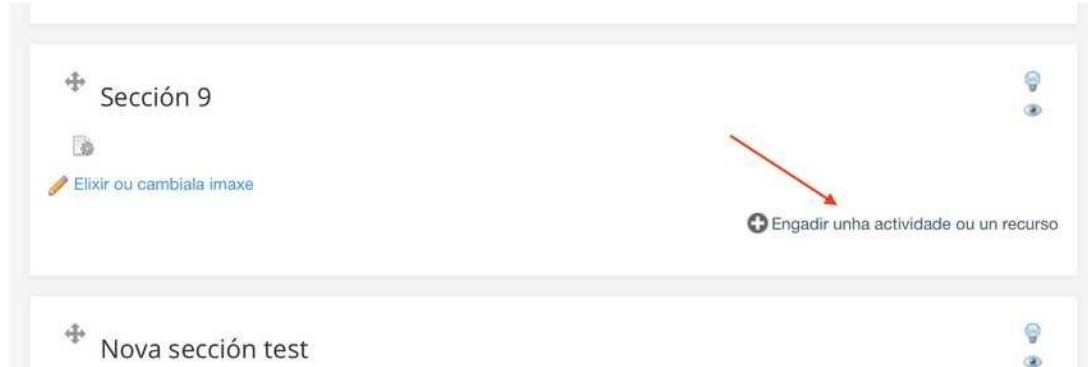 Sección 9
Elixir ou cambiala imaxe
Engadir unha actividade ou un recurso
Nova sección test